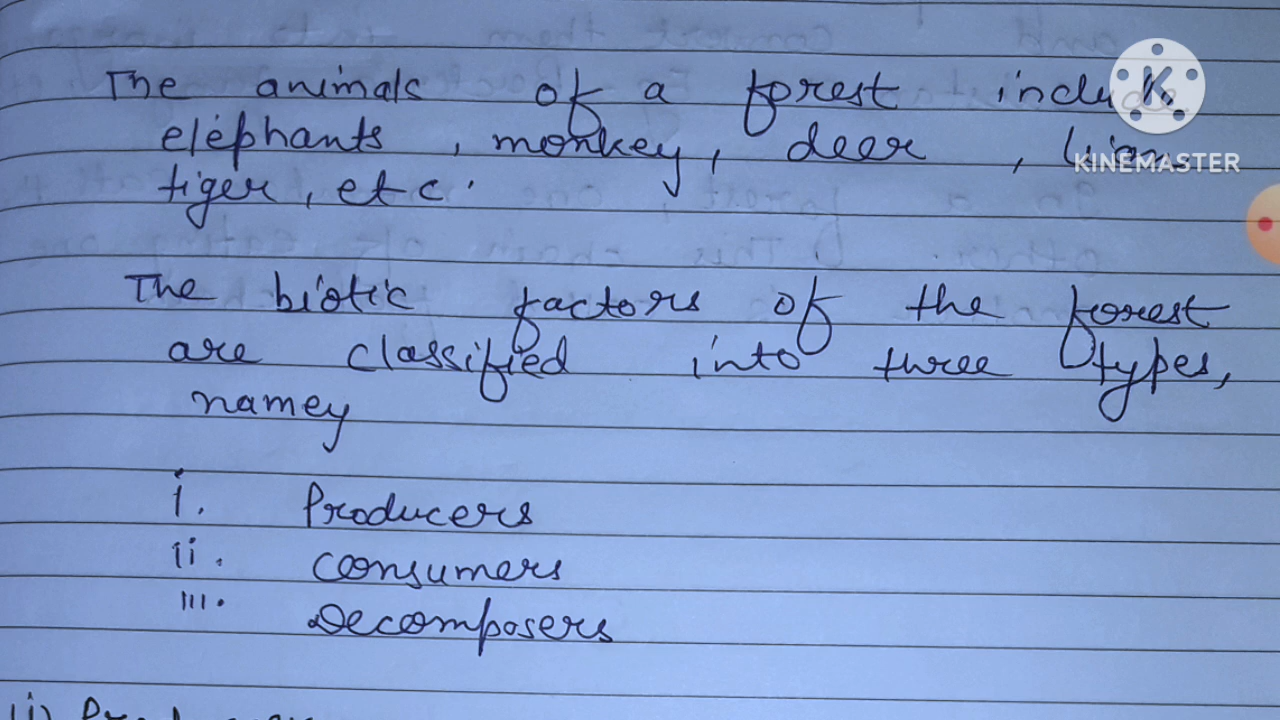 The animals of a forest include
elephants, monkey, deer, lion
tiger, etc.
The biotic factors of the forest
are classified into three types,
namey
i. Producers
ii. Consumers
iii. Decomposers
KINEMASTER